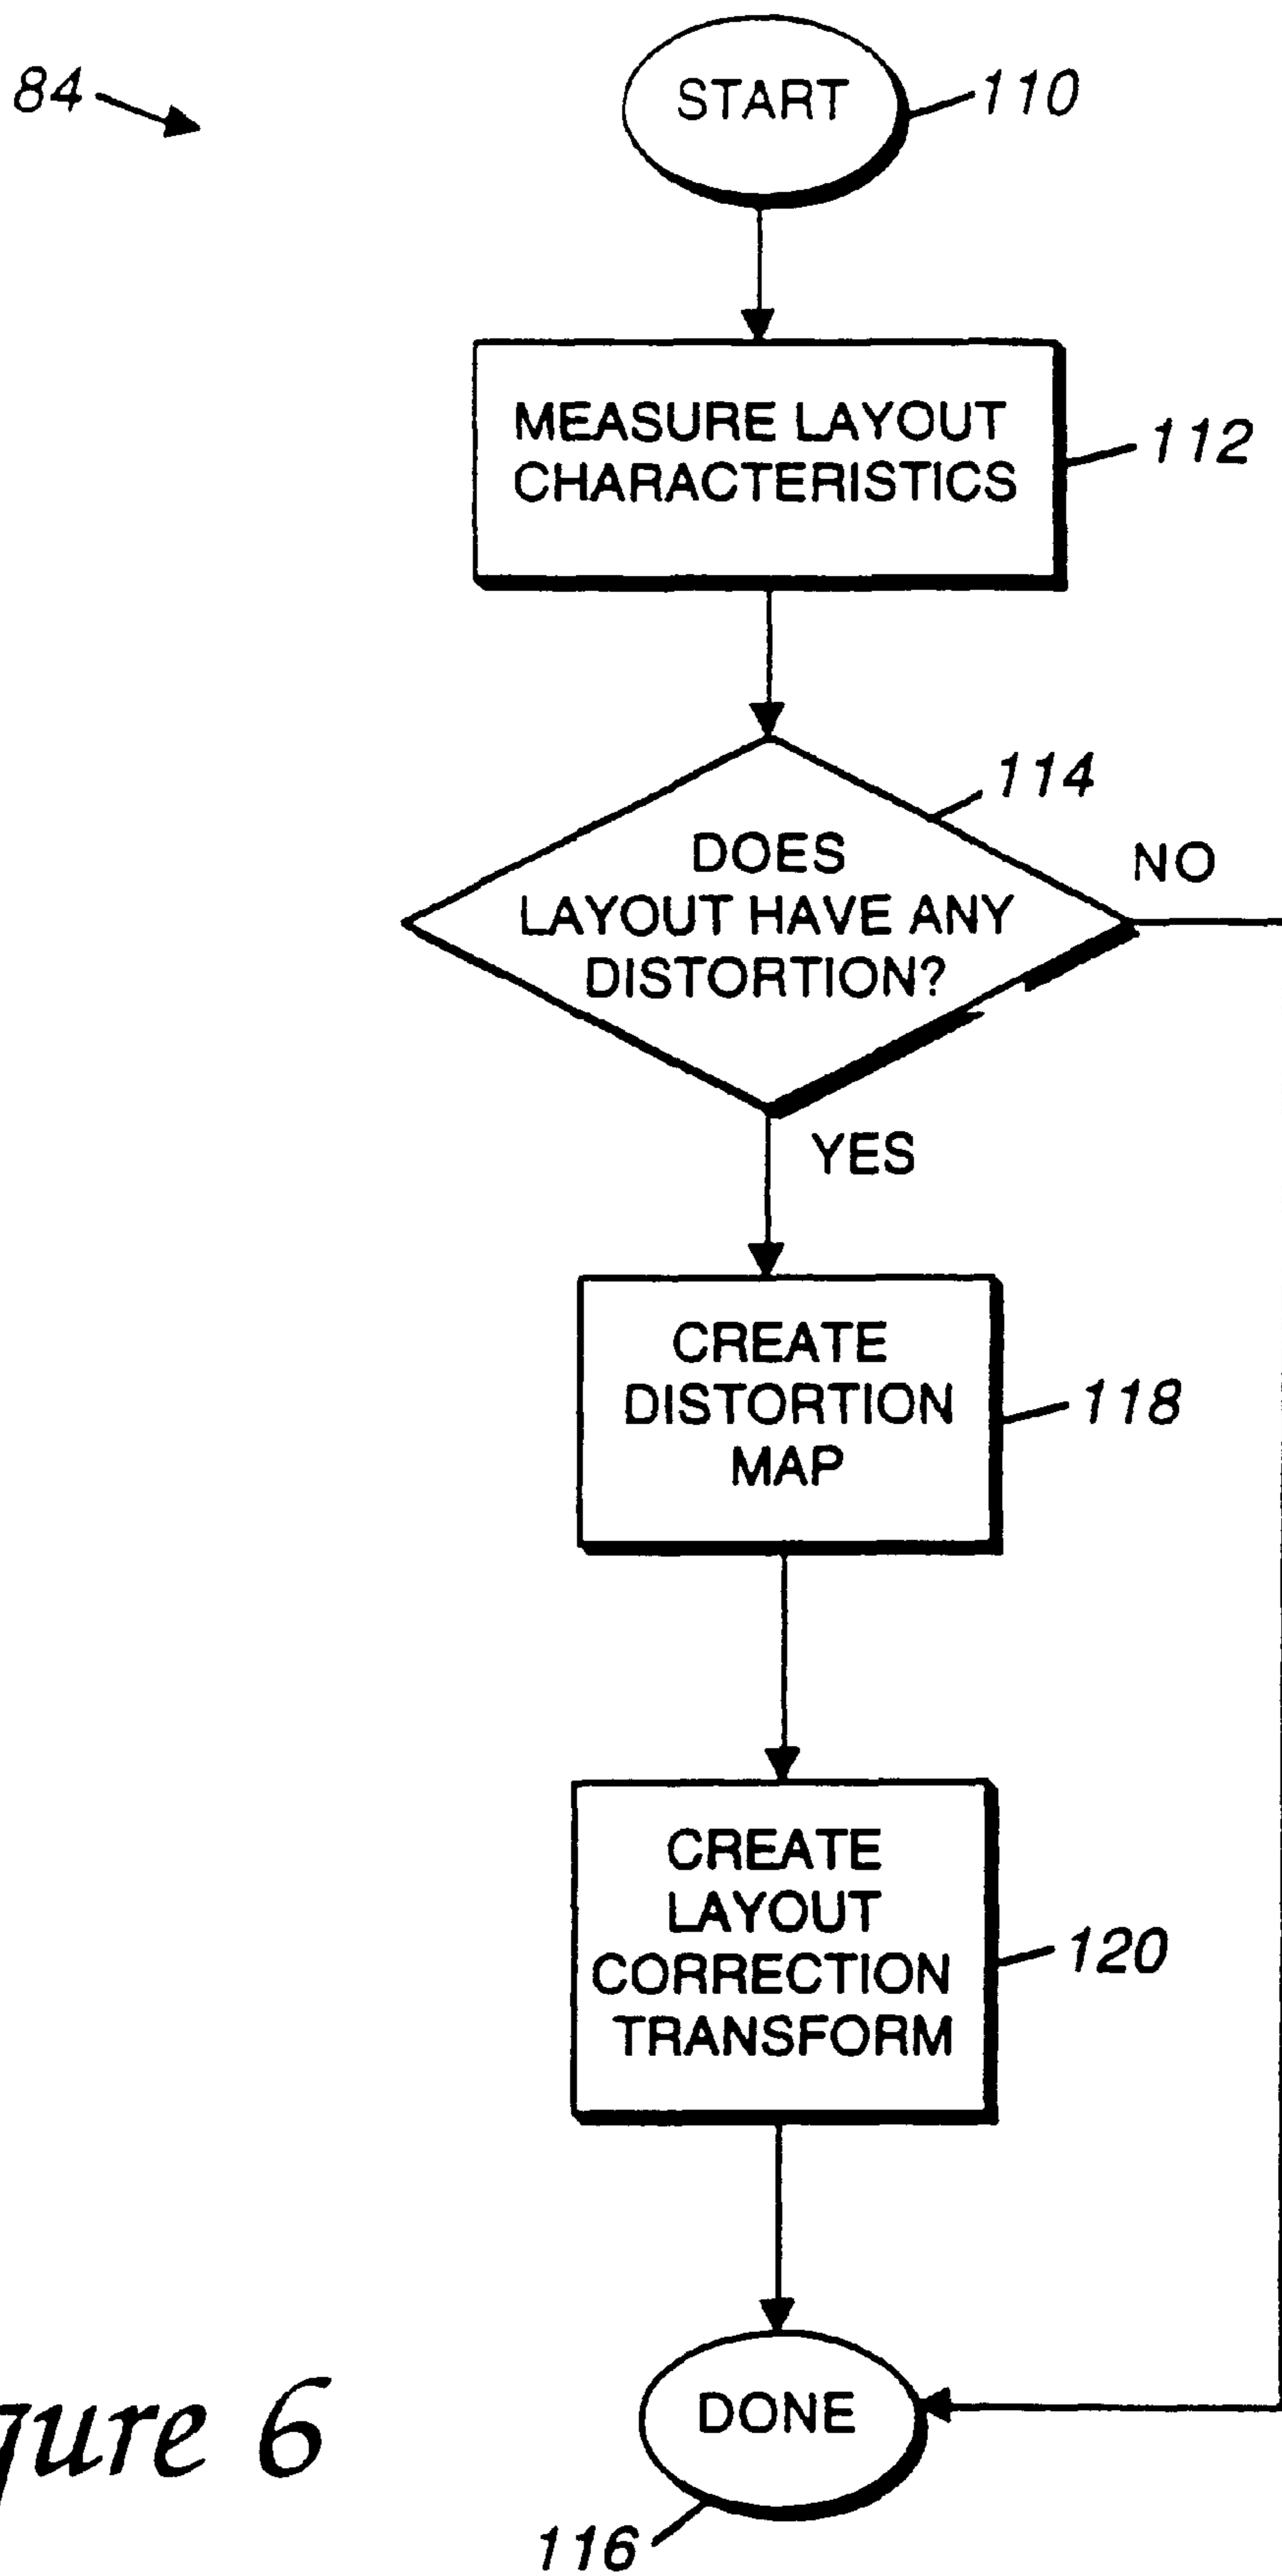 84
START
110
MEASURE LAYOUT
CHARACTERISTICS
112
114
DOES
LAYOUT HAVE ANY
DISTORTION?
NO
YES
CREATE
DISTORTION
MAP
118
CREATE
LAYOUT
CORRECTION
TRANSFORM
120
DONE
116
gure 6